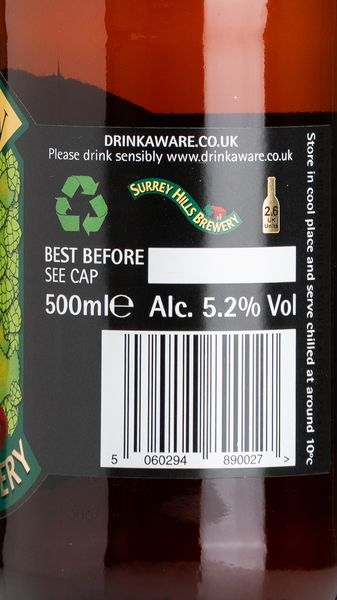 DRINKAWARE.CO.UK
Please drink sensibly www.drinkaware.co.uk
SURREY HILLS BREWERY
2.6
UK
Units
BEST BEFORE
SEE CAP
500ml℮ Alc. 5.2% Vol
5 060294 890027 >
Store in cool place and serve chilled at around 10°c
ERY